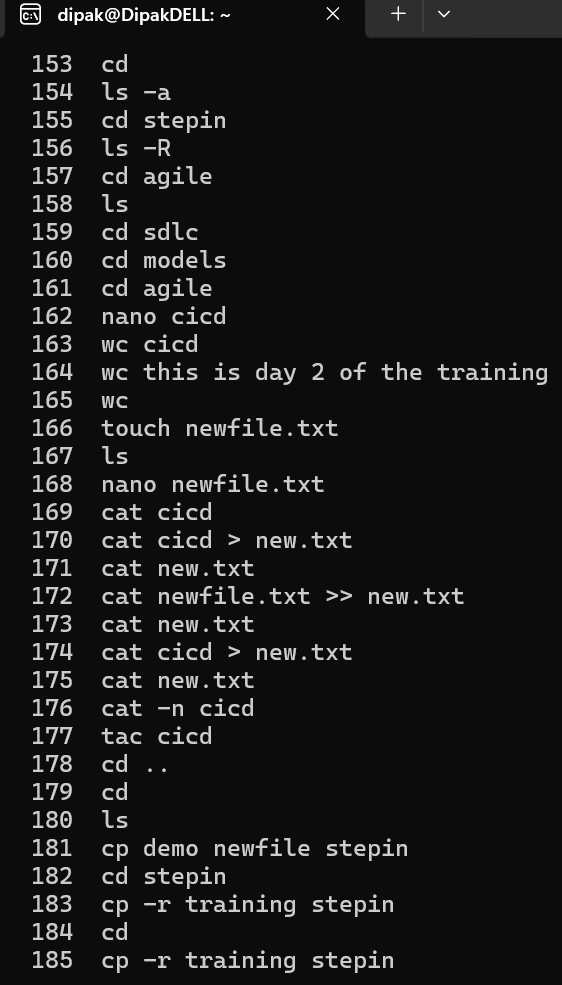 dipak@DipakDELL: ~
153 cd
154 ls -a
155 cd stepin
156 ls -R
157 cd agile
158 ls
159 cd sdlc
160 cd models
161 cd agile
162 nano cicd
163 wc cicd
164 wc this is day 2 of the training
165 wc
166 touch newfile.txt
167 ls
168 nano newfile.txt
169 cat cicd
170 cat cicd > new.txt
171 cat new.txt
172 cat newfile.txt >> new.txt
173 cat new.txt
174 cat cicd > new.txt
175 cat new.txt
176 cat -n cicd
177 tac cicd
178 cd ..
179 cd
180 ls
181 cp demo newfile stepin
182 cd stepin
183 cp -r training stepin
184 cd
185 cp -r training stepin